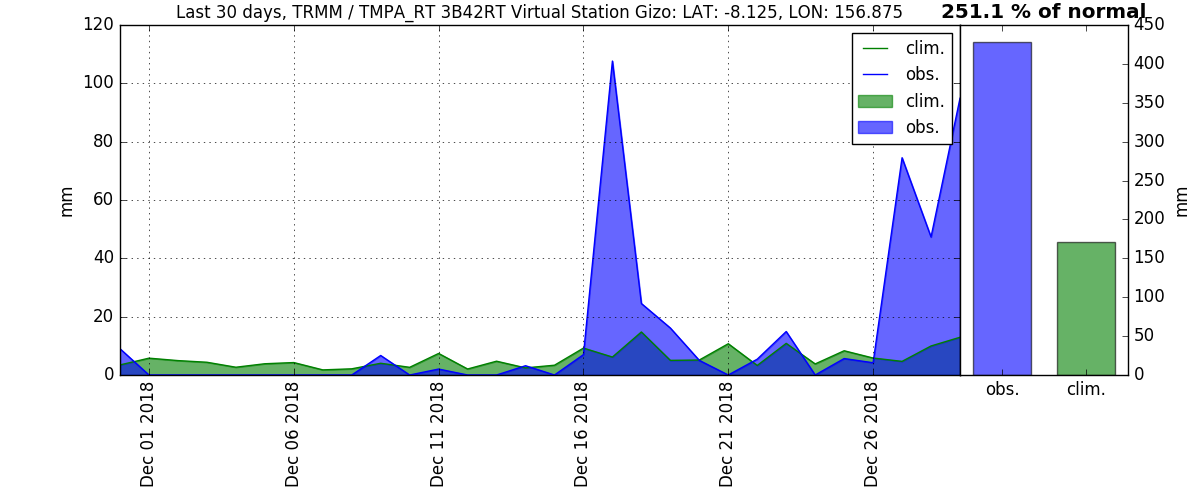 Last 30 days, TRMM / TMPA_RT 3B42RT Virtual Station Gizo: LAT: -8.125, LON: 156.875
251.1 % of normal
120
100
80
60
40
20
0
mm
clim.
obs.
clim.
obs.
Dec 01 2018
Dec 06 2018
Dec 11 2018
Dec 16 2018
Dec 21 2018
Dec 26 2018
450
400
350
300
250
200
150
100
50
0
mm
obs.
clim.